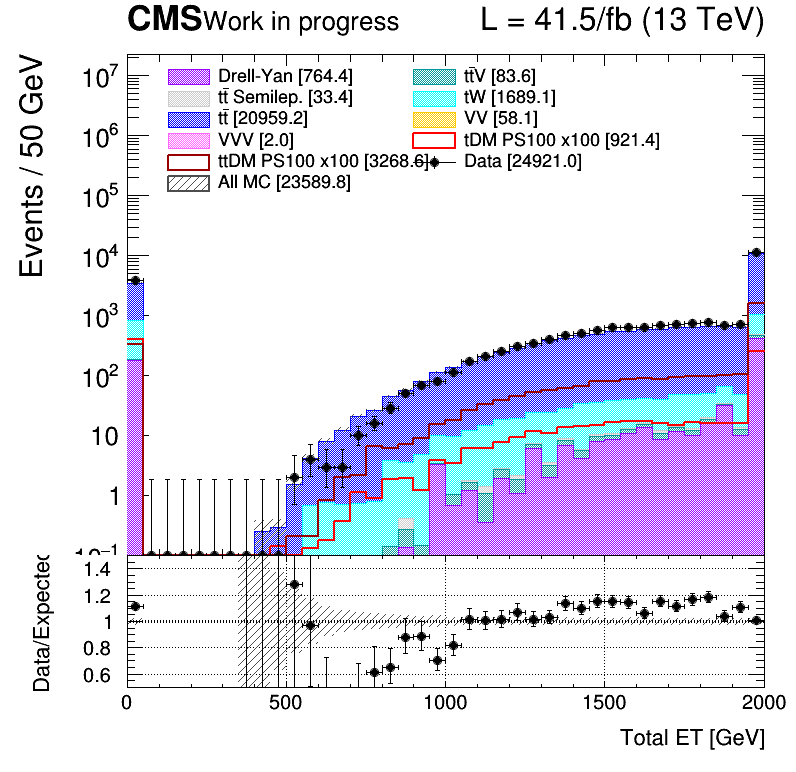 CMS Work in progress L = 41.5/fb (13 TeV)
Events / 50 GeV
Drell-Yan [764.4] tt̄V [83.6]
tt̄ Semilep. [33.4] tW [1689.1]
tt̄ [20959.2] VV [58.1]
VVV [2.0] tDM PS100 x100 [921.4]
ttDM PS100 x100 [3268.6] Data [24921.0]
All MC [23589.8]
10⁷
10⁶
10⁵
10⁴
10³
10²
10
1
10⁻¹
Data/Expected
1.4
1.2
1
0.8
0.6
0 500 1000 1500 2000
Total ET [GeV]